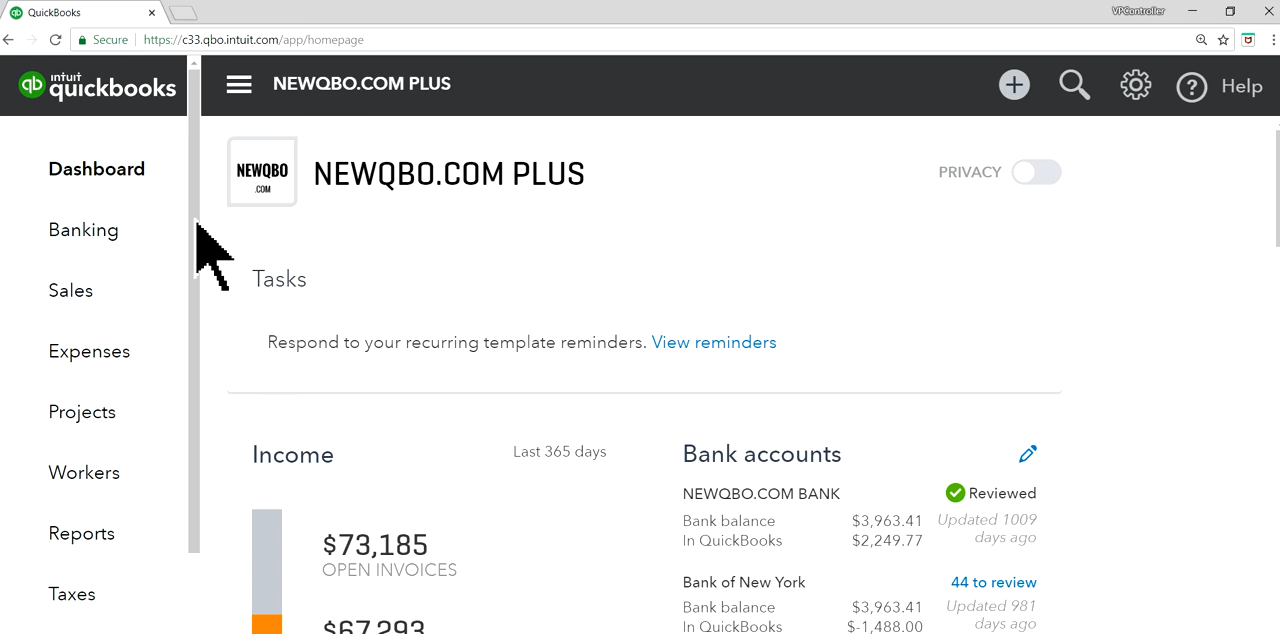 QuickBooks
VPController
Secure
https://c33.qbo.intuit.com/app/homepage
qb intuit quickbooks
NEWQBO.COM PLUS
Help
Dashboard
Banking
Sales
Expenses
Projects
Workers
Reports
Taxes
NEWQBO
.COM
NEWQBO.COM PLUS
PRIVACY
Tasks
Respond to your recurring template reminders. View reminders
Income
Last 365 days
$73,185
OPEN INVOICES
$67,293
Bank accounts
NEWQBO.COM BANK
Reviewed
Bank balance $3,963.41
In QuickBooks $2,249.77
Updated 1009
days ago
Bank of New York
44 to review
Bank balance $3,963.41
In QuickBooks $-1,488.00
Updated 981
days ago